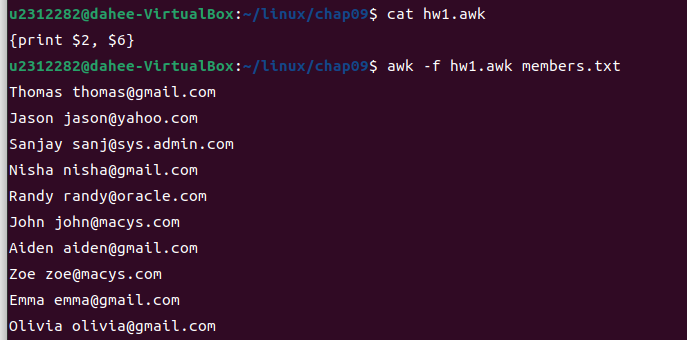 u2312282@dahee-VirtualBox:~/linux/chap09$ cat hw1.awk
{print $2, $6}
u2312282@dahee-VirtualBox:~/linux/chap09$ awk -f hw1.awk members.txt
Thomas thomas@gmail.com
Jason jason@yahoo.com
Sanjay sanj@sys.admin.com
Nisha nisha@gmail.com
Randy randy@oracle.com
John john@macys.com
Aiden aiden@gmail.com
Zoe zoe@macys.com
Emma emma@gmail.com
Olivia olivia@gmail.com